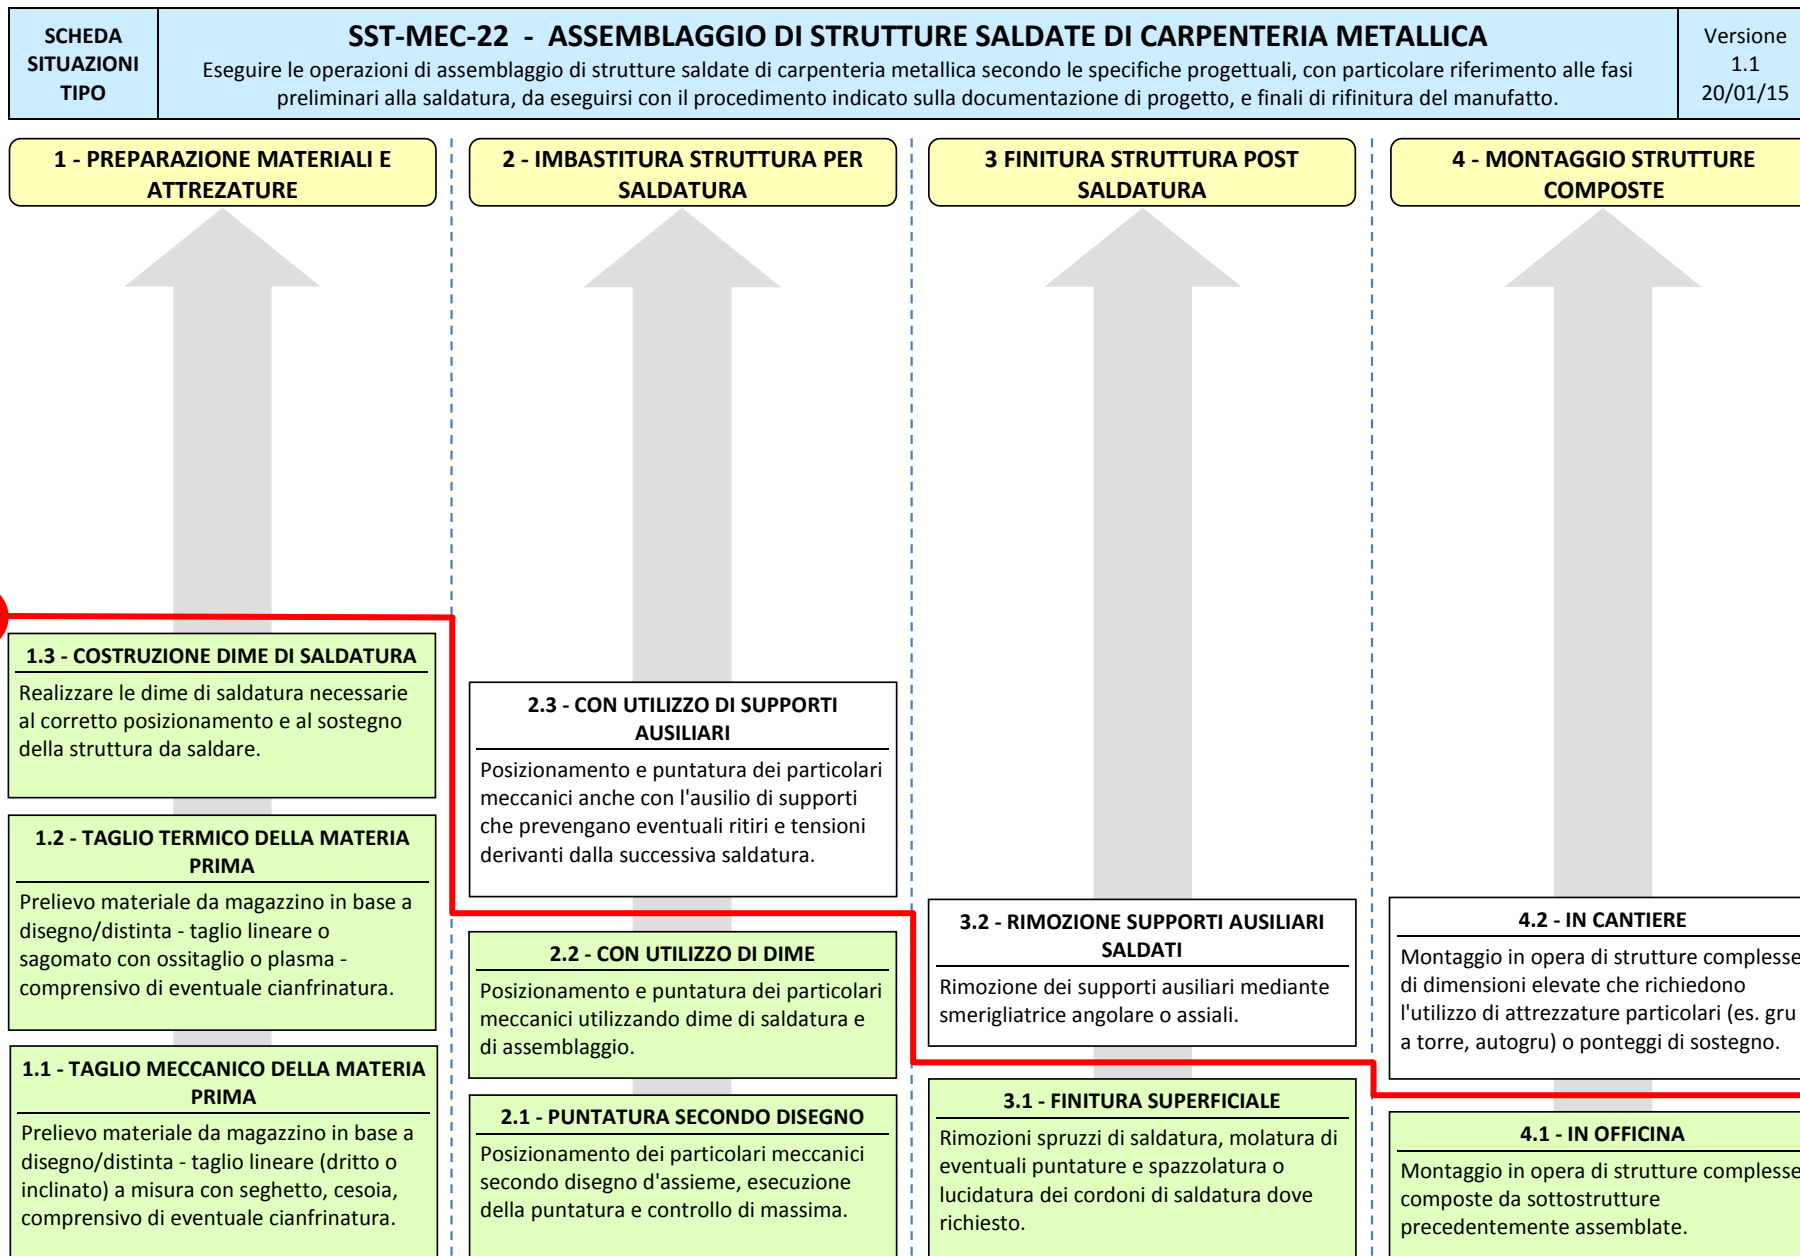 SCHEDA
SITUAZIONI
TIPO
SST-MEC-22 - ASSEMBLAGGIO DI STRUTTURE SALDATE DI CARPENTERIA METALLICA
Eseguire le operazioni di assemblaggio di strutture saldate di carpenteria metallica secondo le specifiche progettuali, con particolare riferimento alle fasi
preliminari alla saldatura, da eseguirsi con il procedimento indicato sulla documentazione di progetto, e finali di rifinitura del manufatto.
Versione
1.1
20/01/15
1 - PREPARAZIONE MATERIALI E
ATTREZATURE
2 - IMBASTITURA STRUTTURA PER
SALDATURA
3 FINITURA STRUTTURA POST
SALDATURA
4 - MONTAGGIO STRUTTURE
COMPOSTE
1.3 - COSTRUZIONE DIME DI SALDATURA
Realizzare le dime di saldatura necessarie
al corretto posizionamento e al sostegno
della struttura da saldare.
1.2 - TAGLIO TERMICO DELLA MATERIA
PRIMA
Prelievo materiale da magazzino in base a
disegno/distinta - taglio lineare o
sagomato con ossitaglio o plasma -
comprensivo di eventuale cianfrinatura.
1.1 - TAGLIO MECCANICO DELLA MATERIA
PRIMA
Prelievo materiale da magazzino in base a
disegno/distinta - taglio lineare (dritto o
inclinato) a misura con seghetto, cesoia,
comprensivo di eventuale cianfrinatura.
2.3 - CON UTILIZZO DI SUPPORTI
AUSILIARI
Posizionamento e puntatura dei particolari
meccanici anche con l'ausilio di supporti
che prevengano eventuali ritiri e tensioni
derivanti dalla successiva saldatura.
2.2 - CON UTILIZZO DI DIME
Posizionamento e puntatura dei particolari
meccanici utilizzando dime di saldatura e
di assemblaggio.
2.1 - PUNTATURA SECONDO DISEGNO
Posizionamento dei particolari meccanici
secondo disegno d'assieme, esecuzione
della puntatura e controllo di massima.
3.2 - RIMOZIONE SUPPORTI AUSILIARI
SALDATI
Rimozione dei supporti ausiliari mediante
smerigliatrice angolare o assiali.
3.1 - FINITURA SUPERFICIALE
Rimozioni spruzzi di saldatura, molatura di
eventuali puntature e spazzolatura o
lucidatura dei cordoni di saldatura dove
richiesto.
4.2 - IN CANTIERE
Montaggio in opera di strutture complesse
di dimensioni elevate che richiedono
l'utilizzo di attrezzature particolari (es. gru
a torre, autogru) o ponteggi di sostegno.
4.1 - IN OFFICINA
Montaggio in opera di strutture complesse
composte da sottostrutture
precedentemente assemblate.